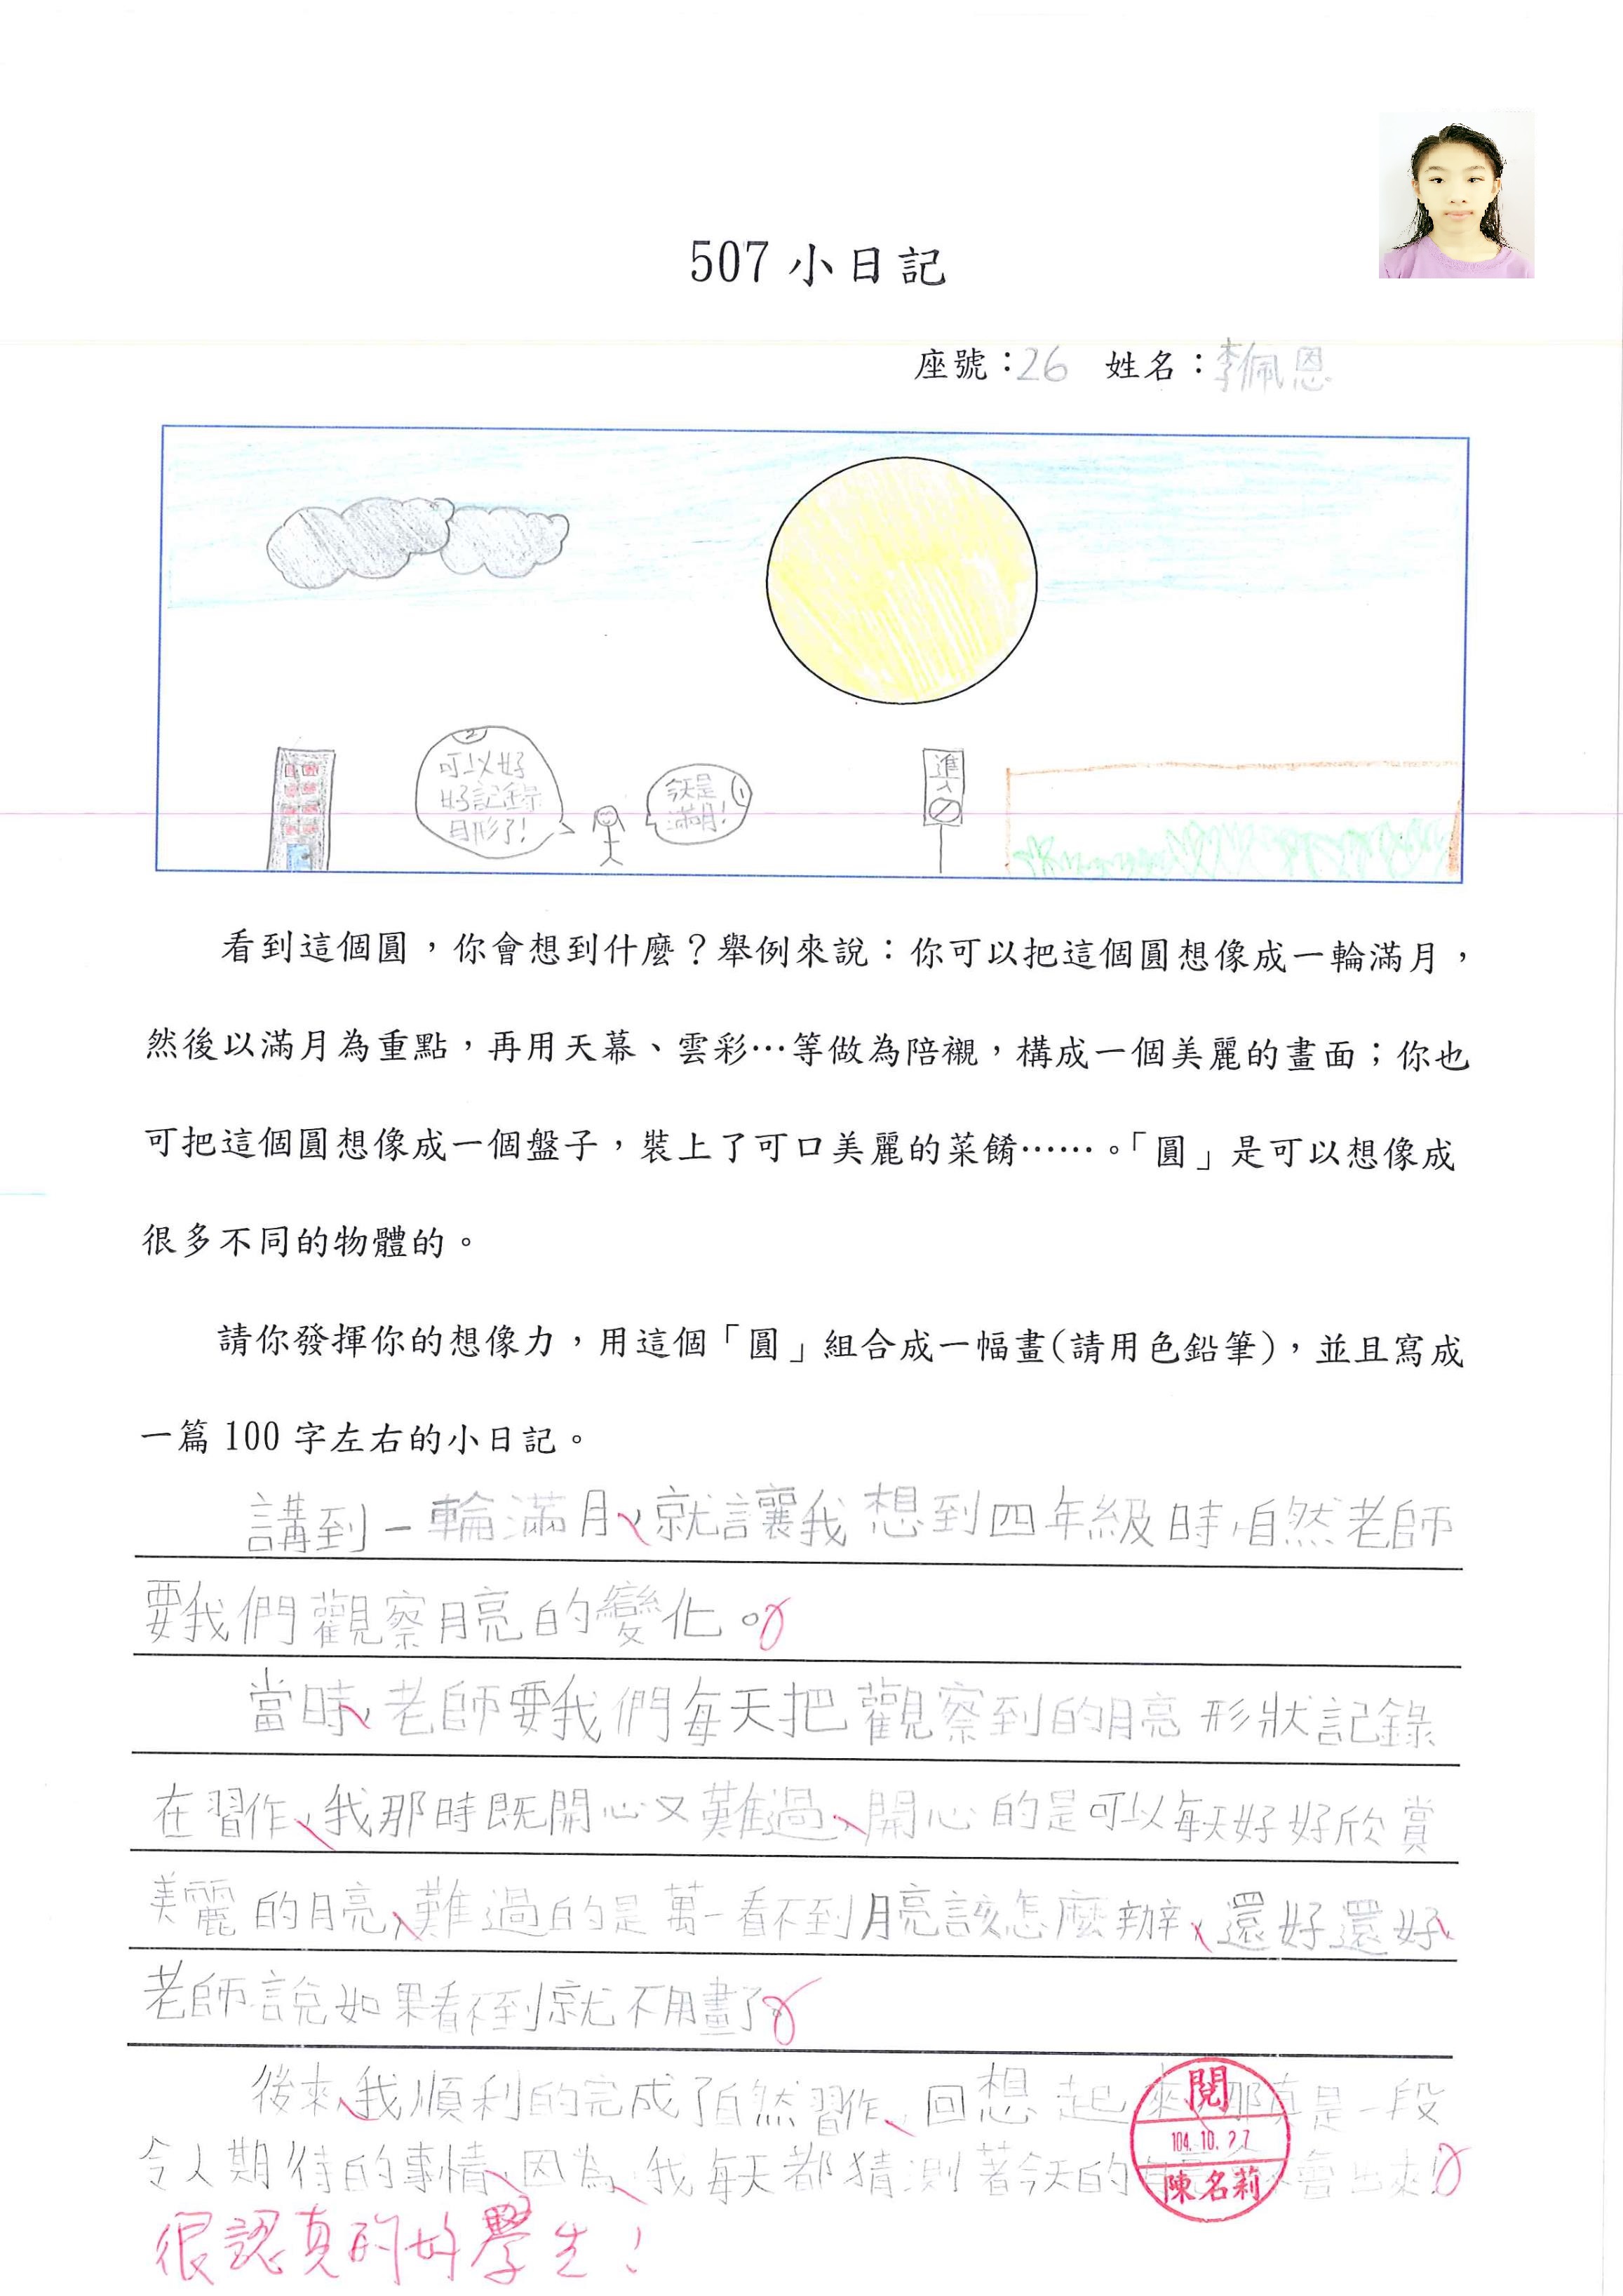 507 小日記
座號：26 姓名：李佩恩
②
可以好
好記錄
月形了!
今天是
滿月!
①
進
入
看到這個圓，你會想到什麼？舉例來說：你可以把這個圓想像成一輪滿月，
然後以滿月為重點，再用天幕、雲彩…等做為陪襯，構成一個美麗的畫面；你也
可把這個圓想像成一個盤子，裝上了可口美麗的菜餚……。「圓」是可以想像成
很多不同的物體的。
請你發揮你的想像力，用這個「圓」組合成一幅畫(請用色鉛筆)，並且寫成
一篇 100 字左右的小日記。
講到一輪滿月，就讓我想到四年級時自然老師
要我們觀察月亮的變化。
當時，老師要我們每天把觀察到的月亮形狀記錄
在習作，我那時既開心又難過，開心的是可以每天好好欣賞
美麗的月亮，難過的是萬一看不到月亮該怎麼辦，還好還好，
老師說如果看不到就不用畫了。
後來，我順利的完成了自然習作，回想起來，那真是一段
令人期待的事情，因為，我每天都猜測著今天的會出來!
閱
104.10.27
陳名莉
很認真的好學生！